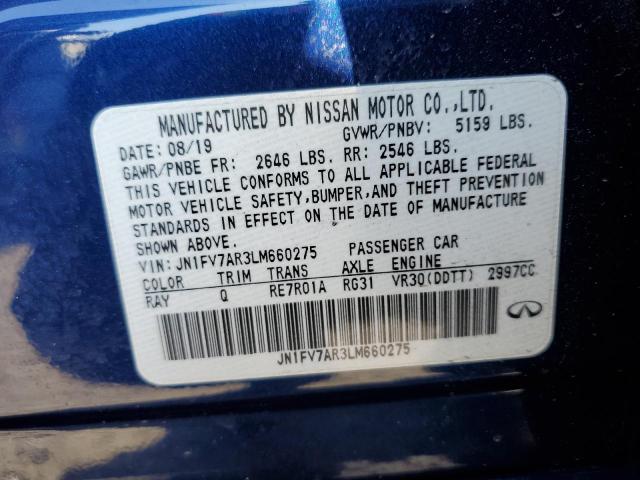 MANUFACTURED BY NISSAN MOTOR CO.,LTD.
DATE: 08/19 GVWR/PNBV: 5159 LBS.
GAWR/PNBE FR: 2646 LBS. RR: 2546 LBS.
THIS VEHICLE CONFORMS TO ALL APPLICABLE FEDERAL
MOTOR VEHICLE SAFETY, BUMPER, AND THEFT PREVENTION
STANDARDS IN EFFECT ON THE DATE OF MANUFACTURE
SHOWN ABOVE.
VIN: JN1FV7AR3LM660275 PASSENGER CAR
COLOR TRIM TRANS AXLE ENGINE
RAY Q RE7R01A RG31 VR30(DDTT) 2997CC
JN1FV7AR3LM660275